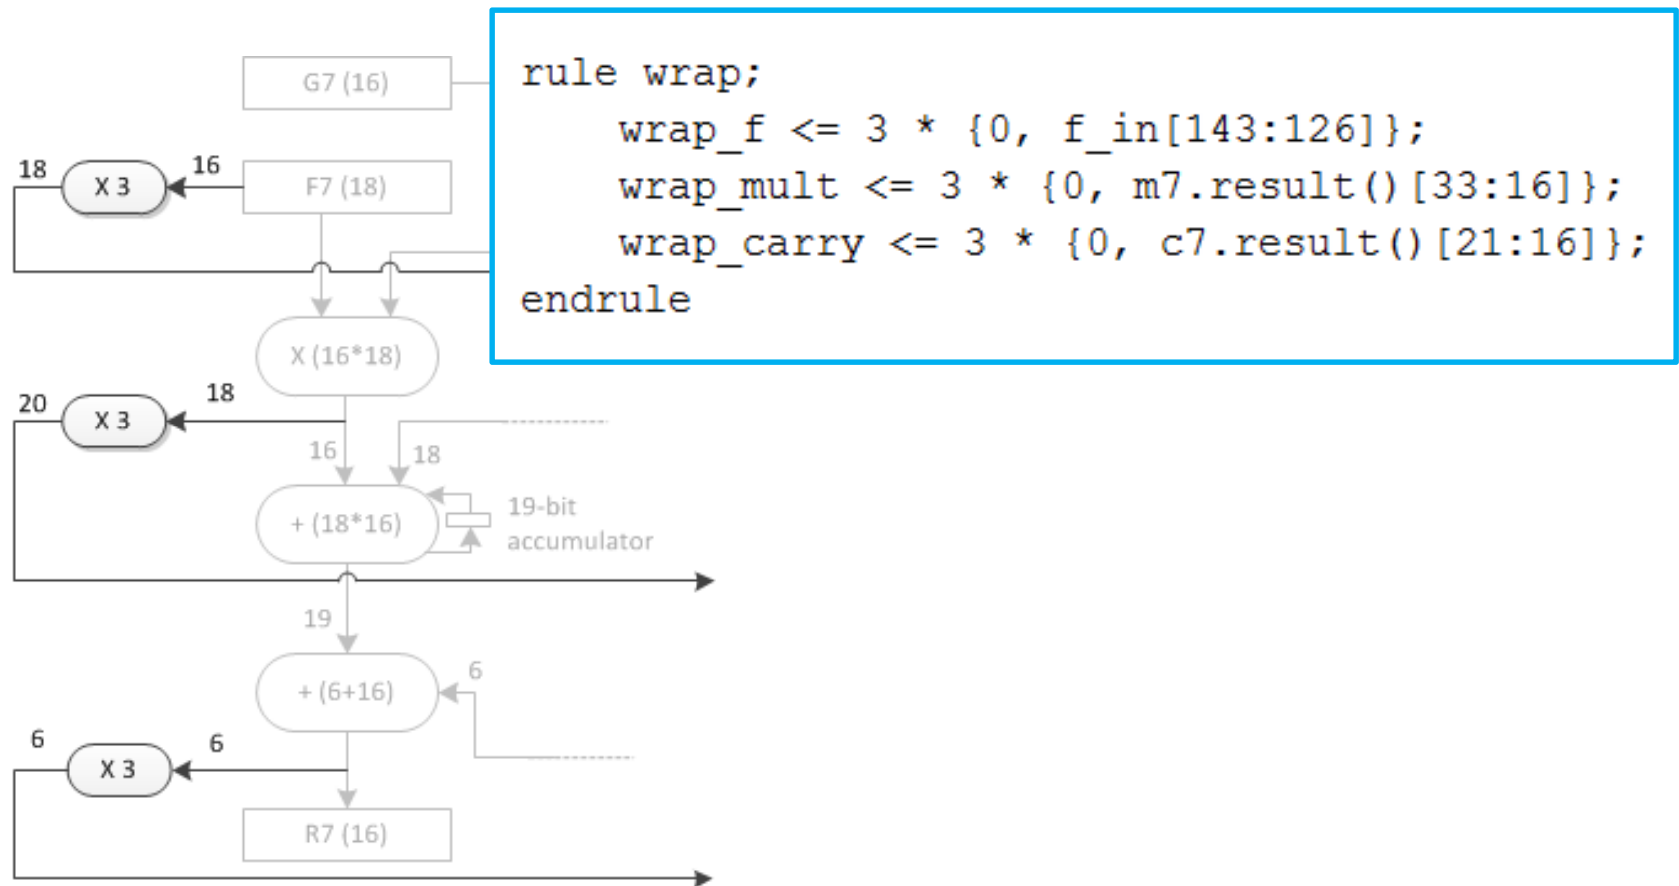 G7 (16)
rule wrap;
wrap_f <= 3 * {0, f_in[143:126]};
wrap_mult <= 3 * {0, m7.result()[33:16]};
wrap_carry <= 3 * {0, c7.result()[21:16]};
endrule
18
X 3
16
F7 (18)
X (16*18)
20
X 3
18
16
18
+ (18*16)
19-bit
accumulator
19
+ (6+16)
6
6
X 3
6
R7 (16)